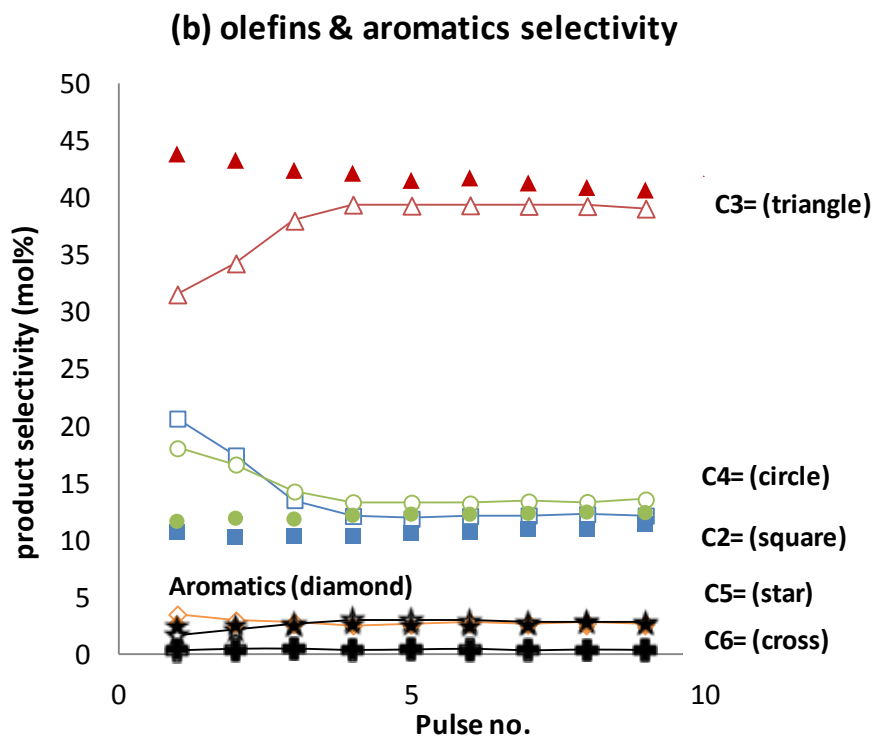 (b) olefins & aromatics selectivity
50
45
40
35
30
25
20
15
10
5
0
product selectivity (mol%)
C3= (triangle)
C4= (circle)
C2= (square)
Aromatics (diamond)
C5= (star)
C6= (cross)
0 5 10
Pulse no.